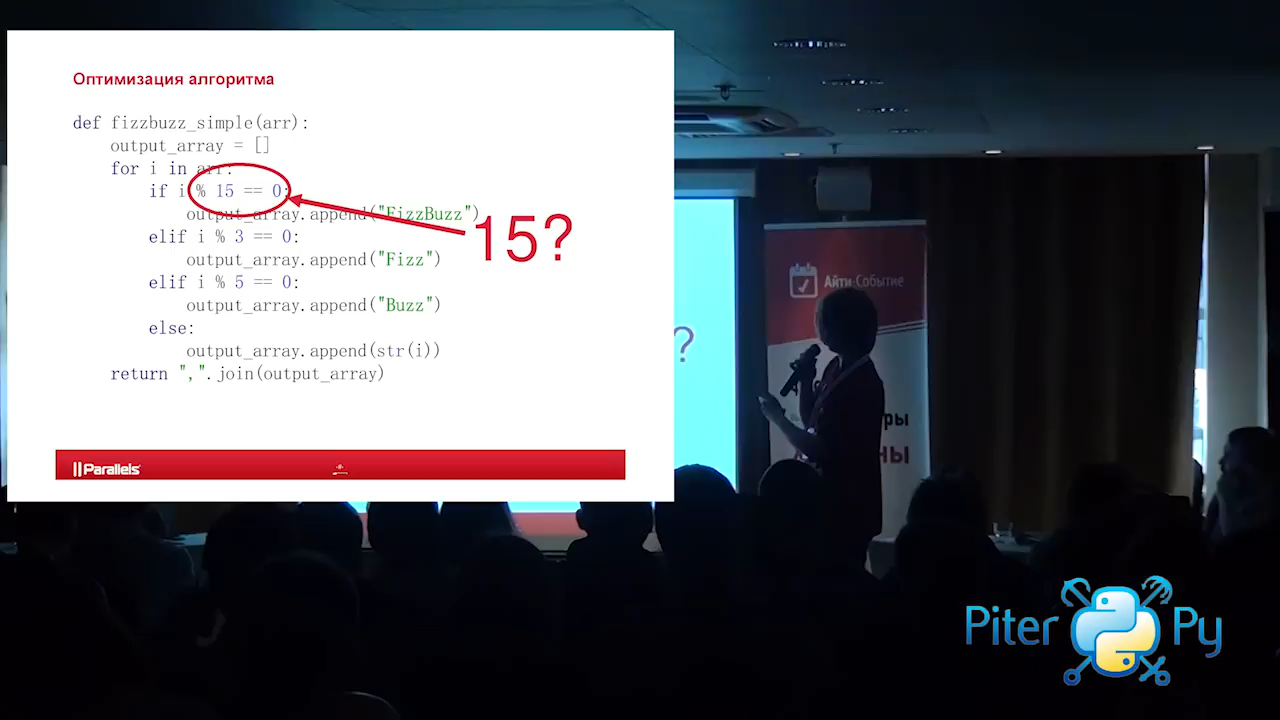 Оптимизация алгоритма
def fizzbuzz_simple(arr):
output_array = []
for i in arr:
if i % 15 == 0:
output_array.append("FizzBuzz")
elif i % 3 == 0:
output_array.append("Fizz")
elif i % 5 == 0:
output_array.append("Buzz")
else:
output_array.append(str(i))
return ",".join(output_array)
15?
Parallels
?
Айти-Событие
Piter Py